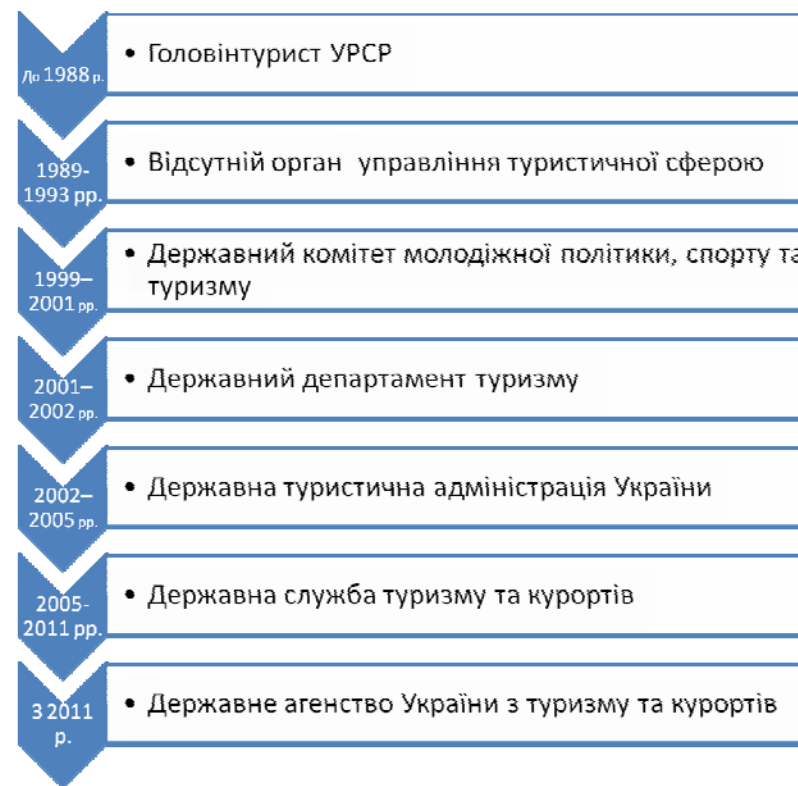 До 1988 р.
• Головінтурист УРСР
1989-
1993 рр.
• Відсутній орган управління туристичної сферою
1999–
2001 рр.
• Державний комітет молодіжної політики, спорту та
туризму
2001–
2002 рр.
• Державний департамент туризму
2002–
2005 рр.
• Державна туристична адміністрація України
2005-
2011 рр.
• Державна служба туризму та курортів
З 2011
р.
• Державне агенство України з туризму та курортів